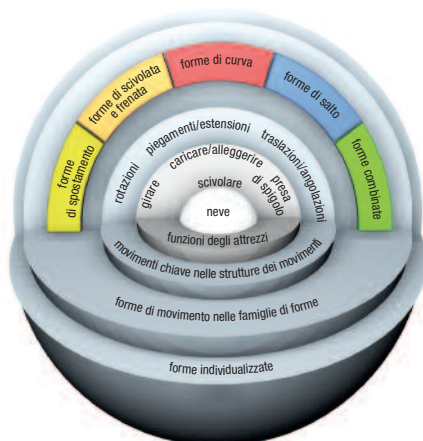 forme
di spostamento
forme di scivolata
e frenata
forme di curva
forme di salto
forme combinate
rotazioni
piegamenti/estensioni
traslazioni/angolazioni
girare
caricare/alleggerire
presa
di spigolo
scivolare
neve
funzioni degli attrezzi
movimenti chiave nelle strutture dei movimenti
forme di movimento nelle famiglie di forme
forme individualizzate